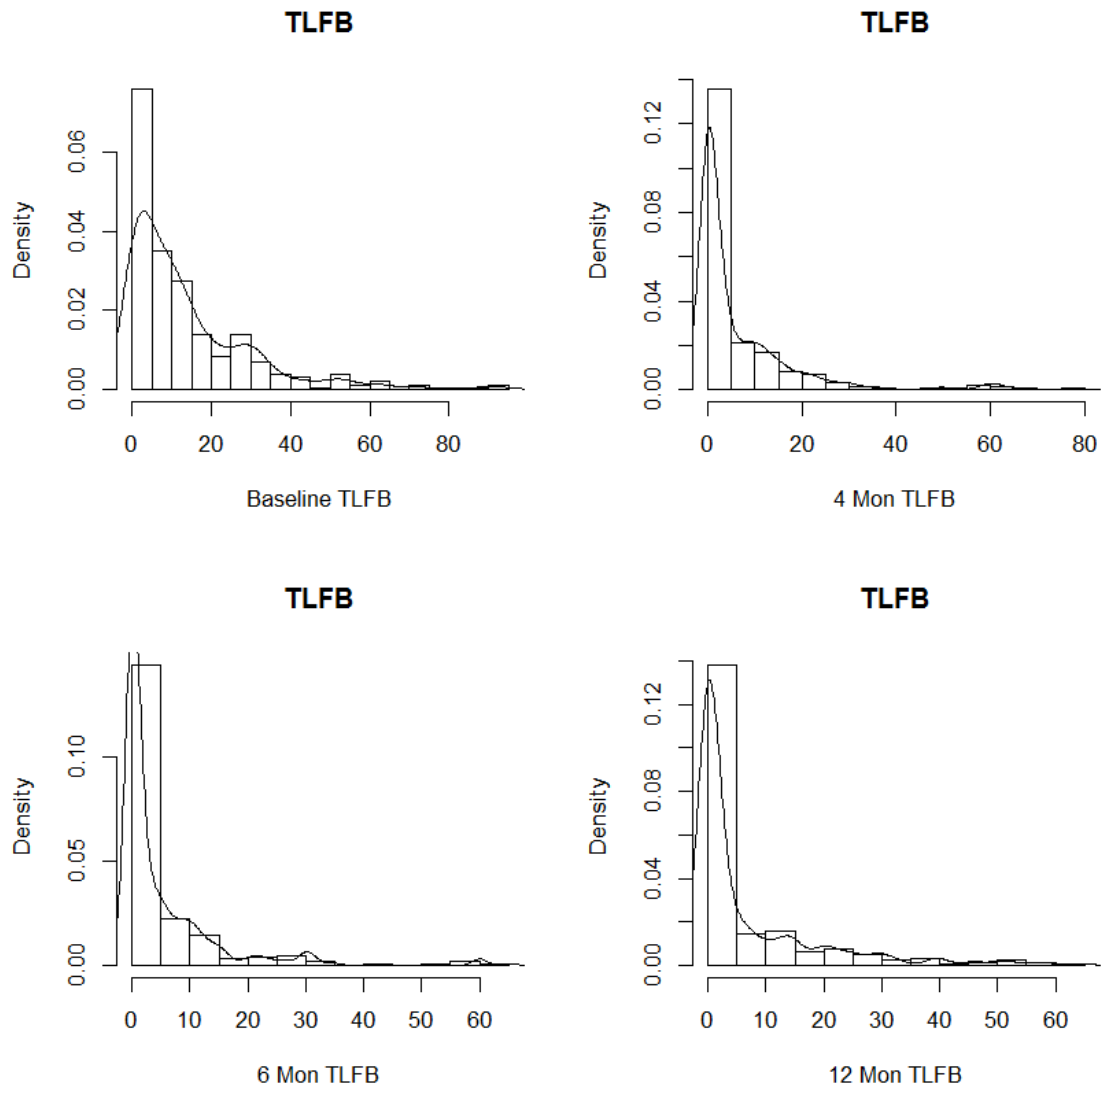 TLFB
Density
0.00 0.02 0.04 0.06
0 20 40 60 80
Baseline TLFB
TLFB
Density
0.00 0.04 0.08 0.12
0 20 40 60 80
4 Mon TLFB
TLFB
Density
0.00 0.05 0.10
0 10 20 30 40 50 60
6 Mon TLFB
TLFB
Density
0.00 0.04 0.08 0.12
0 10 20 30 40 50 60
12 Mon TLFB